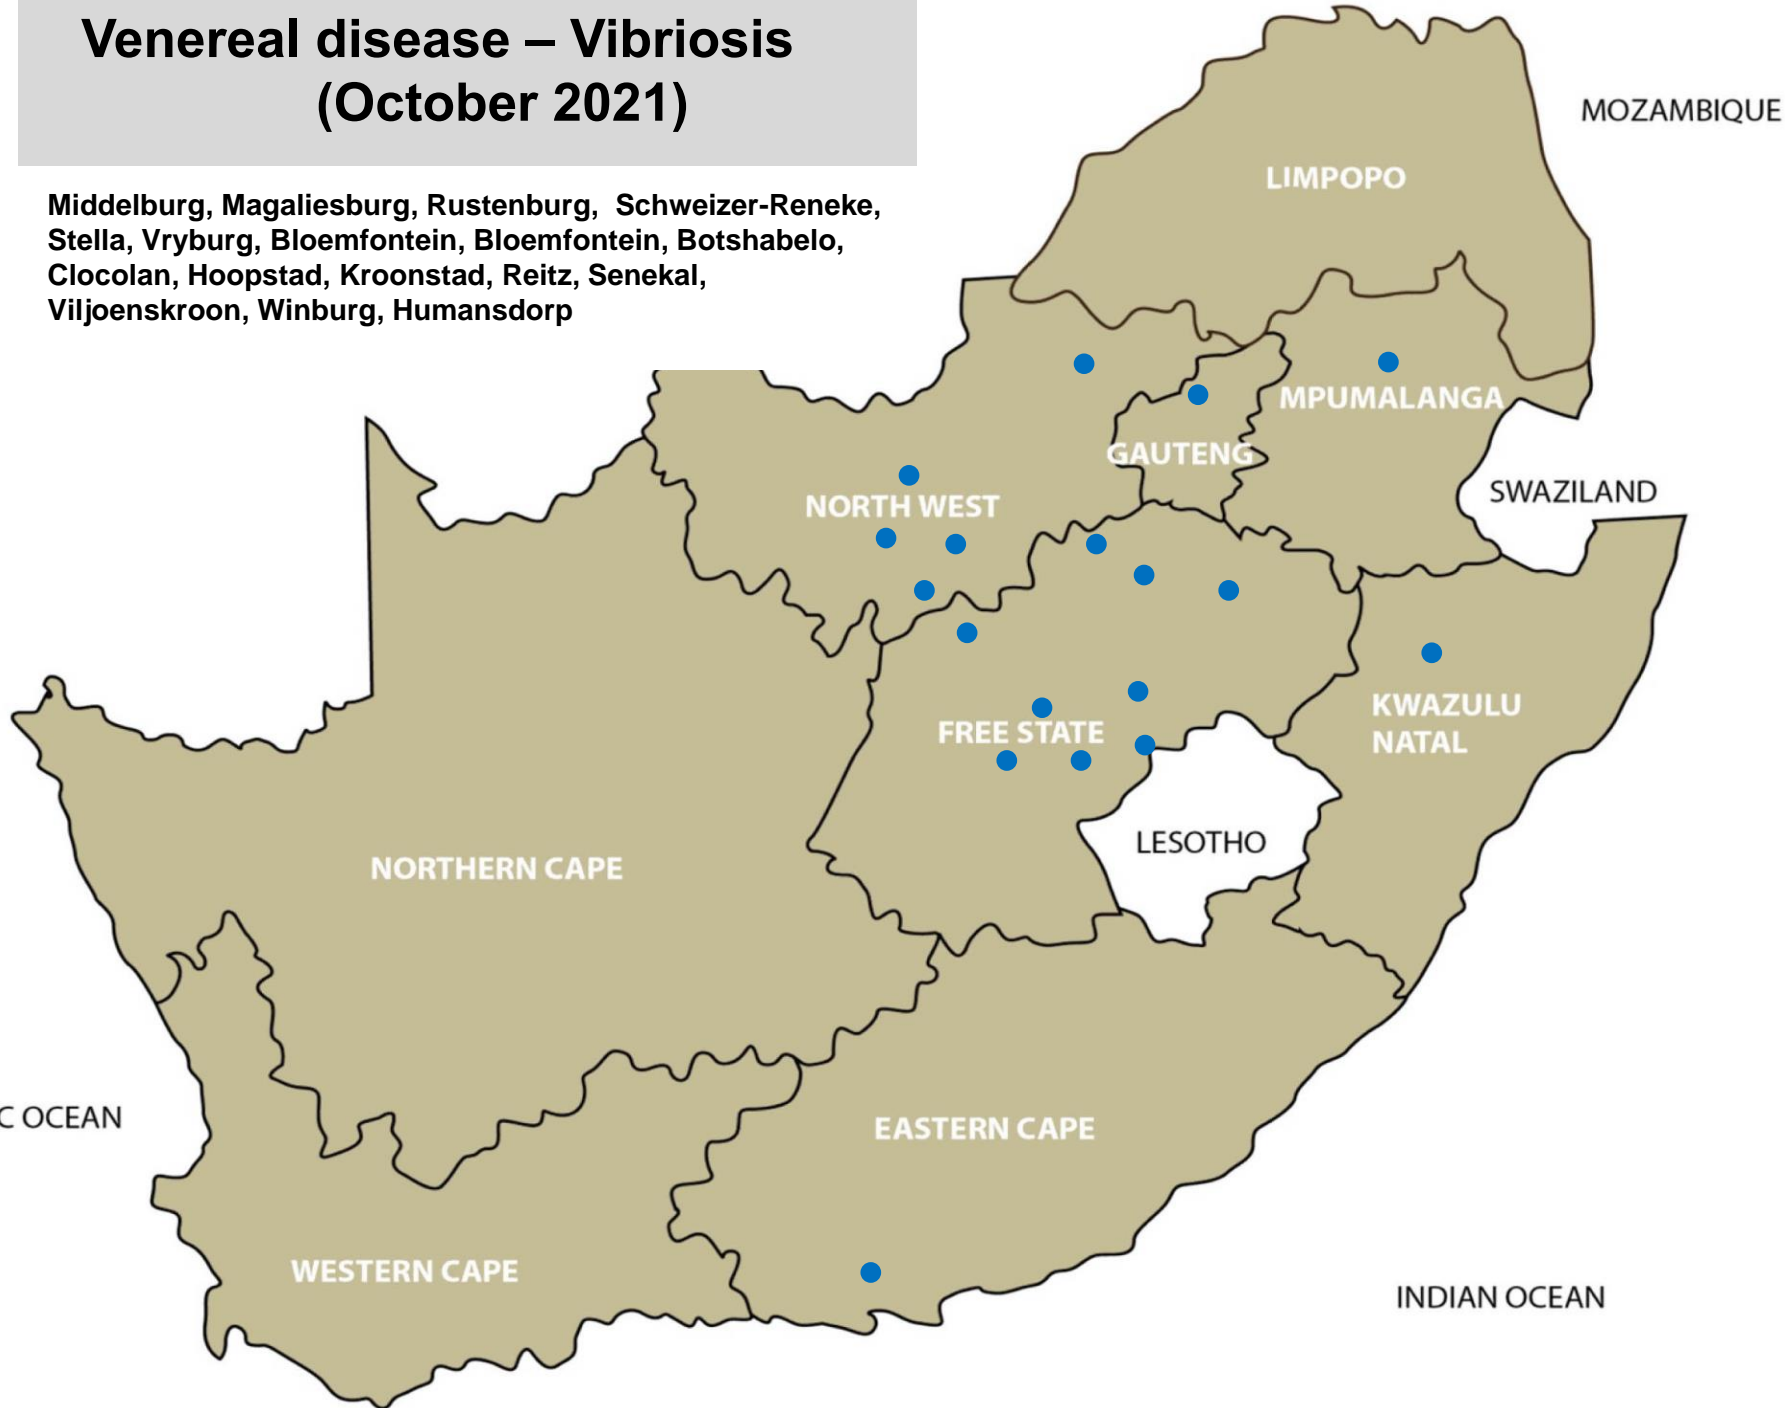 Venereal disease – Vibriosis
(October 2021)
Middelburg, Magaliesburg, Rustenburg,  Schweizer-Reneke,
Stella, Vryburg, Bloemfontein, Bloemfontein, Botshabelo,
Clocolan, Hoopstad, Kroonstad, Reitz, Senekal,
Viljoenskroon, Winburg, Humansdorp
MOZAMBIQUE
LIMPOPO
MPUMALANGA
GAUTENG
SWAZILAND
NORTH WEST
KWAZULU
NATAL
FREE STATE
LESOTHO
NORTHERN CAPE
C OCEAN
EASTERN CAPE
WESTERN CAPE
INDIAN OCEAN